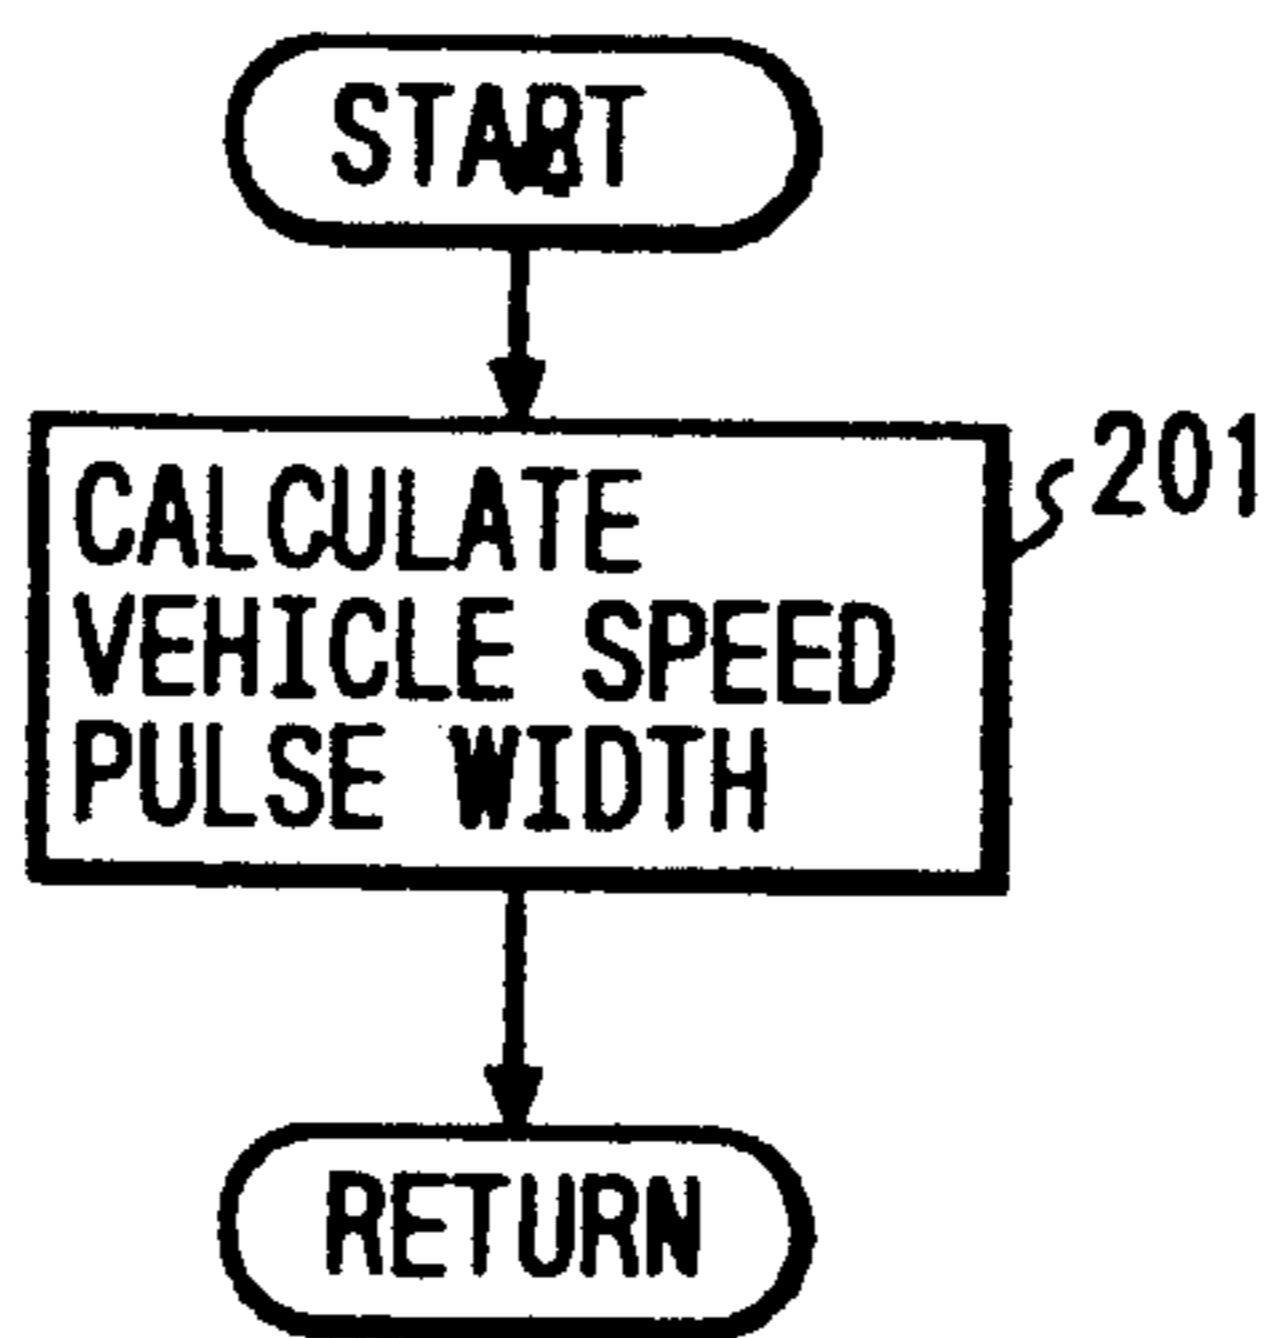 START
CALCULATE
VEHICLE SPEED
PULSE WIDTH
201
RETURN